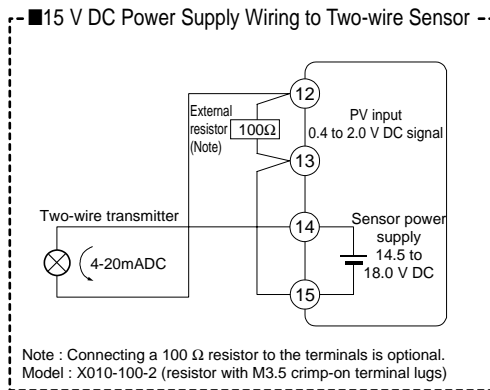 ■15 V DC Power Supply Wiring to Two-wire Sensor
12
External
resistor
(Note)
100Ω
PV input
0.4 to 2.0 V DC signal
13
Two-wire transmitter
14
Sensor power
supply
14.5 to
18.0 V DC
4-20mADC
15
Note : Connecting a 100 Ω resistor to the terminals is optional.
Model : X010-100-2 (resistor with M3.5 crimp-on terminal lugs)